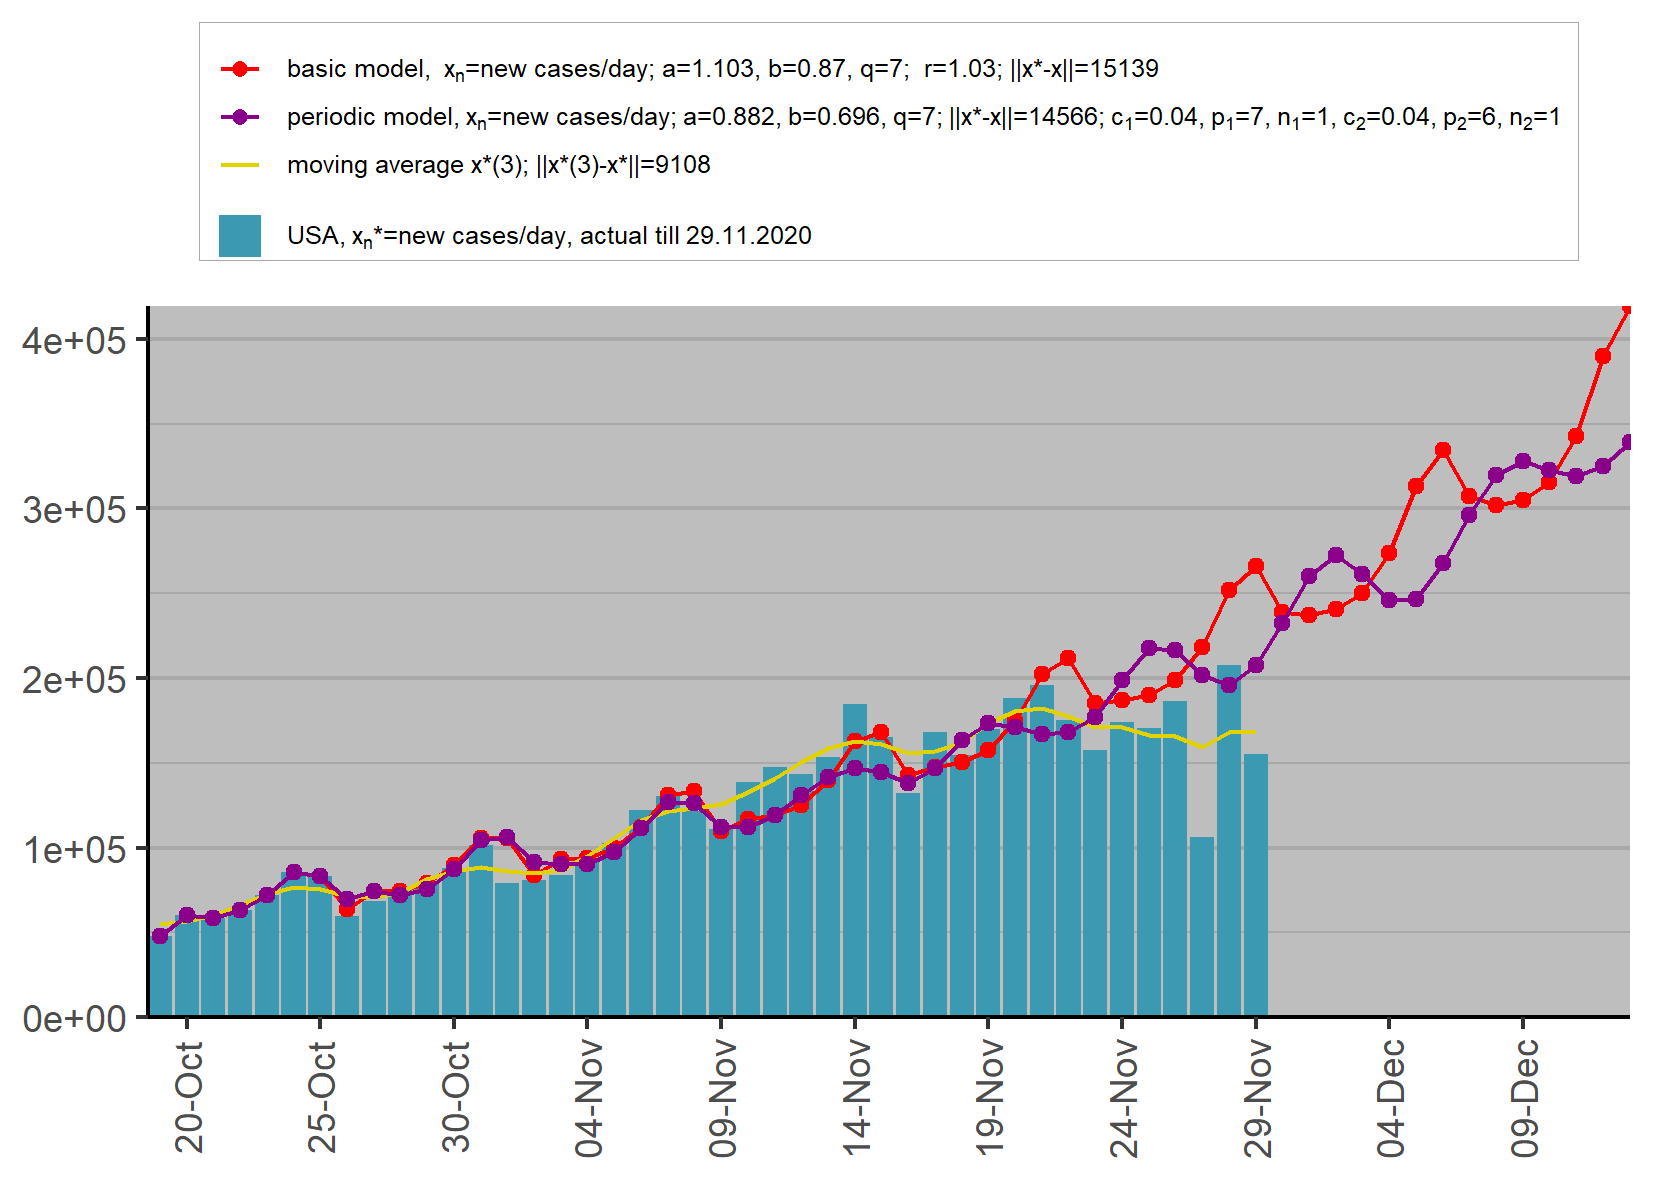 basic model, xn=new cases/day; a=1.103, b=0.87, q=7; r=1.03; ||x*-x||=15139
periodic model, xn=new cases/day; a=0.882, b=0.696, q=7; ||x*-x||=14566; c1=0.04, p1=7, n1=1, c2=0.04, p2=6, n2=1
moving average x*(3); ||x*(3)-x*||=9108
USA, xn*=new cases/day, actual till 29.11.2020
4e+05
3e+05
2e+05
1e+05
0e+00
20-Oct
25-Oct
30-Oct
04-Nov
09-Nov
14-Nov
19-Nov
24-Nov
29-Nov
04-Dec
09-Dec